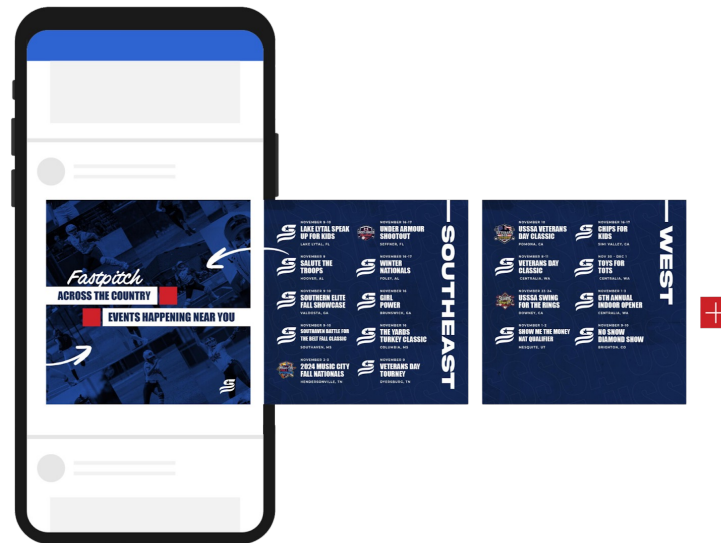 Fastpitch
ACROSS THE COUNTRY
EVENTS HAPPENING NEAR YOU
SOUTHEAST
NOVEMBER 9-10
LAKE LYTAL SPEAK
UP FOR KIDS
LAKE LYTAL, FL
NOVEMBER 9
SALUTE THE
TROOPS
HOOVER, AL
NOVEMBER 9-10
SOUTHERN ELITE
FALL SHOWCASE
VALDOSTA, GA
NOVEMBER 9-10
SOUTHAVEN BATTLE FOR
THE BELT FALL CLASSIC
SOUTHAVEN, MS
NOVEMBER 2-3
2024 MUSIC CITY
FALL NATIONALS
HENDERSONVILLE, TN
NOVEMBER 16-17
UNDER ARMOUR
SHOOTOUT
SEFFNER, FL
NOVEMBER 16-17
WINTER
NATIONALS
FOLEY, AL
NOVEMBER 16
GIRL
POWER
BRUNSWICK, GA
NOVEMBER 16
THE YARDS
TURKEY CLASSIC
COLUMBIA, MS
NOVEMBER 9
VETERANS DAY
TOURNEY
DYERSBURG, TN
WEST
NOVEMBER 10
USSSA VETERANS
DAY CLASSIC
POMONA, CA
NOVEMBER 9-11
VETERANS DAY
CLASSIC
CENTRALIA, WA
NOVEMBER 23-24
USSSA SWING
FOR THE RINGS
DOWNEY, CA
NOVEMBER 1-3
SHOW ME THE MONEY
NAT QUALIFIER
MESQUITE, UT
NOVEMBER 16-17
CHIPS FOR
KIDS
SIMI VALLEY, CA
NOV 30 - DEC 1
TOYS FOR
TOTS
CENTRALIA, WA
NOVEMBER 1-3
6TH ANNUAL
INDOOR OPENER
CENTRALIA, WA
NOVEMBER 9-10
NO SNOW
DIAMOND SHOW
BRIGHTON, CO